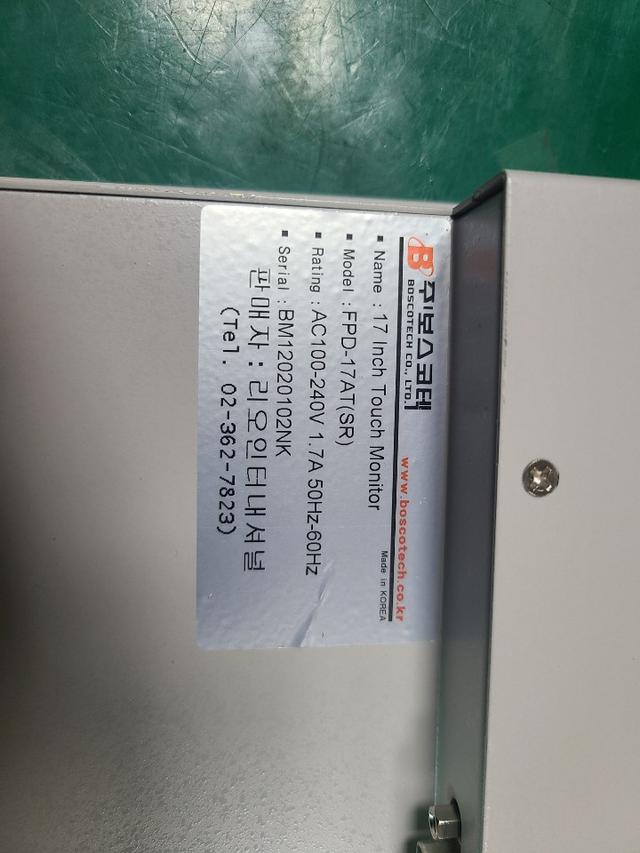 B 주)보스코텍
BOSCOTECH CO., LTD.
www.boscotech.co.kr
Made in KOREA
▪ Name : 17 Inch Touch Monitor
▪ Model : FPD-17AT(SR)
▪ Rating : AC100-240V 1.7A 50Hz-60Hz
▪ Serial : BM12020102NK
판매자 : 리오인터내셔널
(Tel. 02-362-7823)